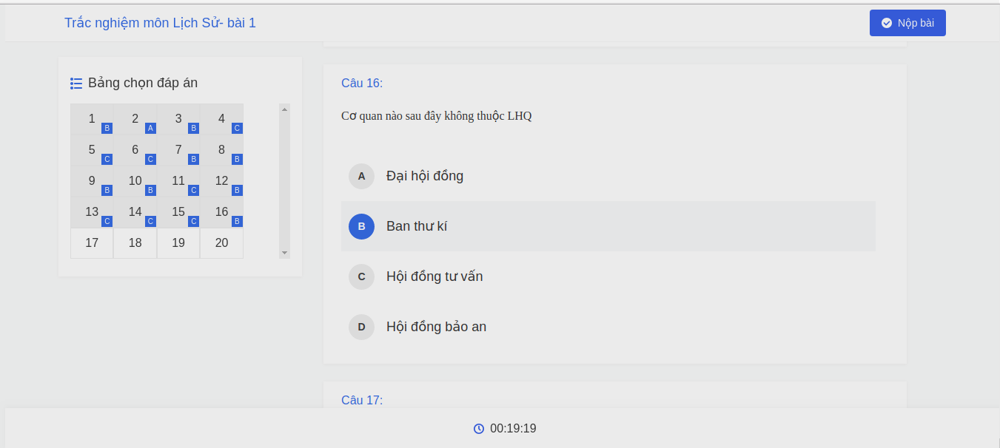 Trắc nghiệm môn Lịch Sử- bài 1
Nộp bài
Bảng chọn đáp án
1 B 2 A 3 B 4 C
5 C 6 C 7 B 8 B
9 B 10 B 11 C 12 B
13 C 14 C 15 C 16 B
17 18 19 20
Câu 16:
Cơ quan nào sau đây không thuộc LHQ
A Đại hội đồng
B Ban thư kí
C Hội đồng tư vấn
D Hội đồng bảo an
Câu 17:
00:19:19